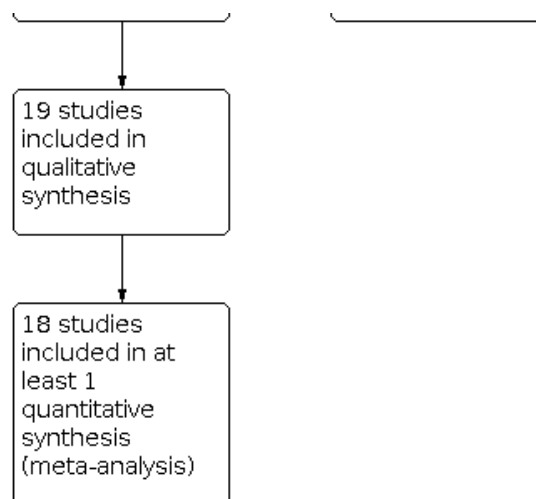 19 studies
included in
qualitative
synthesis
18 studies
included in at
least 1
quantitative
synthesis
(meta-analysis)